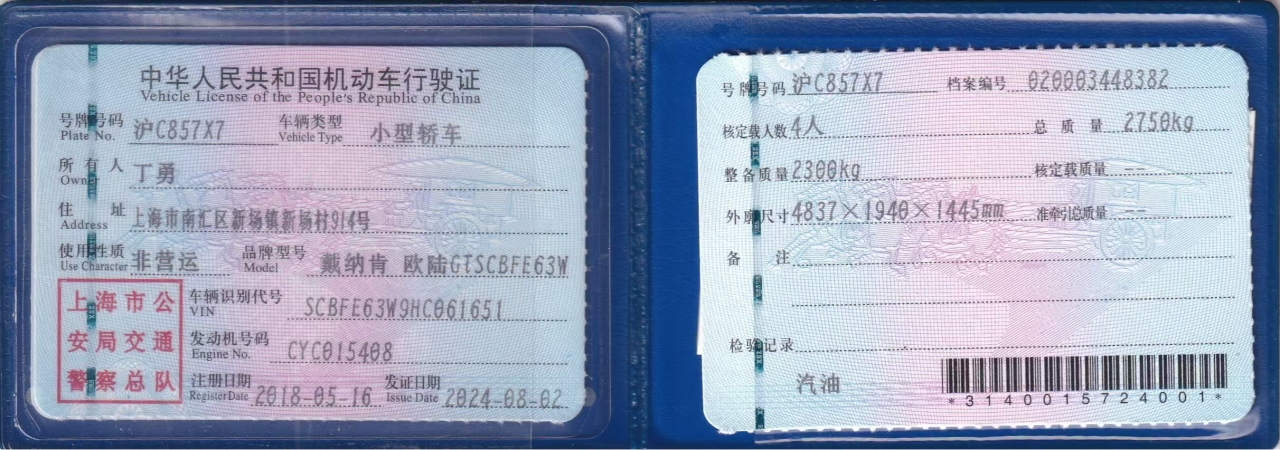 中华人民共和国机动车行驶证
Vehicle License of the People's Republic of China
号牌号码 沪C857X7 车辆类型 小型轿车
Plate No. Vehicle Type
所有人 丁勇
Owner
住址 上海市南汇区新场镇新场村914号
Address
使用性质 非营运 品牌型号 戴纳肯 欧陆GTSCBFE63W
Use Character Model
上海市公
安局交通
警察总队
车辆识别代号 SCBFE63W9HC061651
VIN
发动机号码 CYC015408
Engine No.
注册日期 2018-05-16 发证日期 2024-08-02
Register Date Issue Date
号牌号码 沪C857X7 档案编号 020003448382
核定载人数 4人 总质量 2750kg
整备质量 2300kg 核定载质量 --
外廓尺寸 4837×1940×1445mm 准牵引总质量 --
备注
检验记录
汽油
*3140015724001*